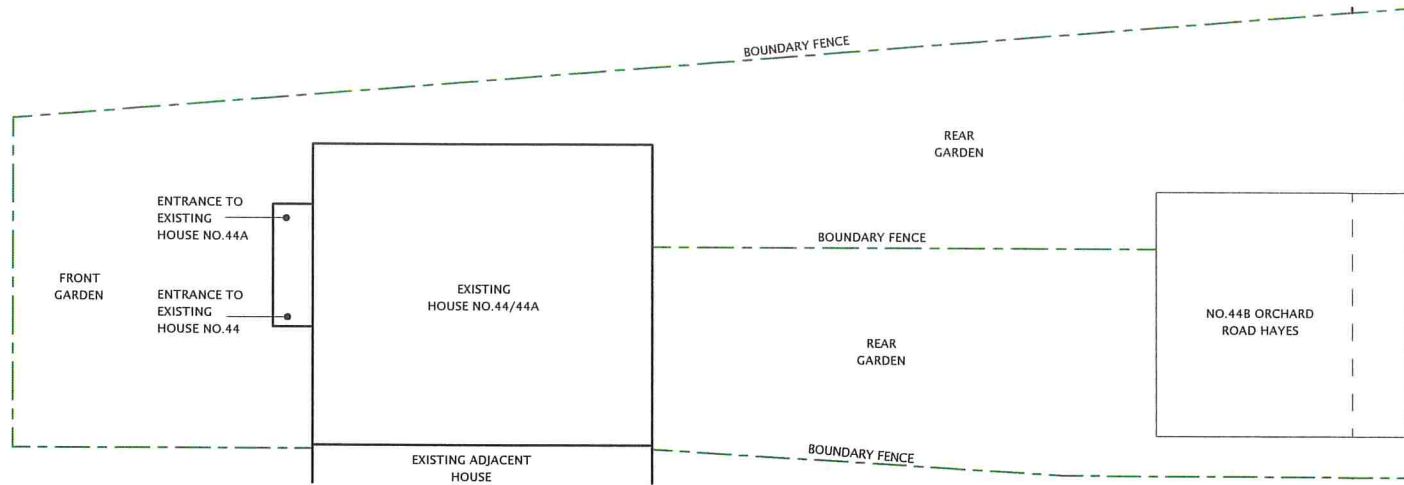 BOUNDARY FENCE
REAR
GARDEN
ENTRANCE TO
EXISTING
HOUSE NO.44A
BOUNDARY FENCE
FRONT
GARDEN
ENTRANCE TO
EXISTING
HOUSE NO.44
EXISTING
HOUSE NO.44/44A
NO.44B ORCHARD
ROAD HAYES
REAR
GARDEN
BOUNDARY FENCE
EXISTING ADJACENT
HOUSE